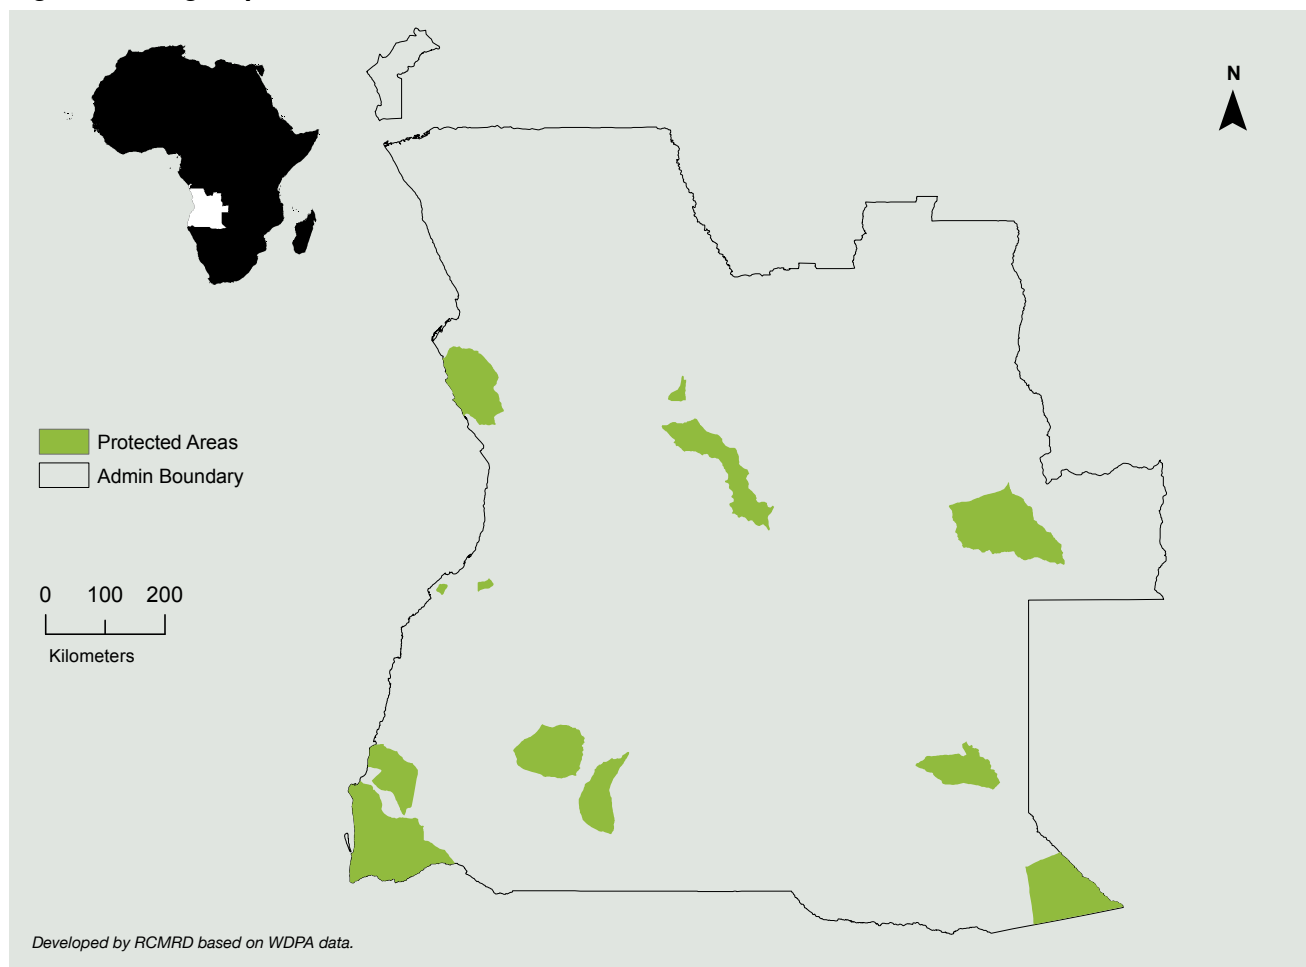 N
Protected Areas
Admin Boundary
0 100 200
Kilometers
Developed by RCMRD based on WDPA data.